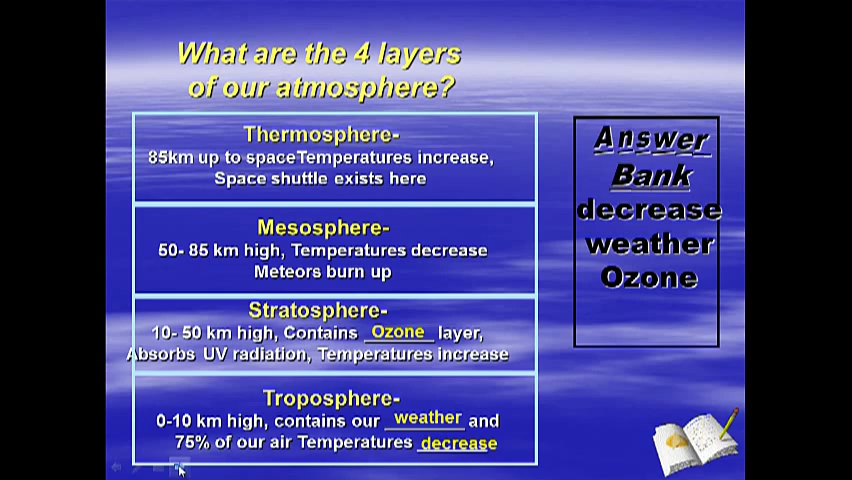 What are the 4 layers
of our atmosphere?
Thermosphere-
85km up to spaceTemperatures increase,
Space shuttle exists here
Mesosphere-
50- 85 km high, Temperatures decrease
Meteors burn up
Stratosphere-
10- 50 km high, Contains Ozone layer,
Absorbs UV radiation, Temperatures increase
Troposphere-
0-10 km high, contains our weather and
75% of our air Temperatures decrease
Answer
Bank
decrease
weather
Ozone